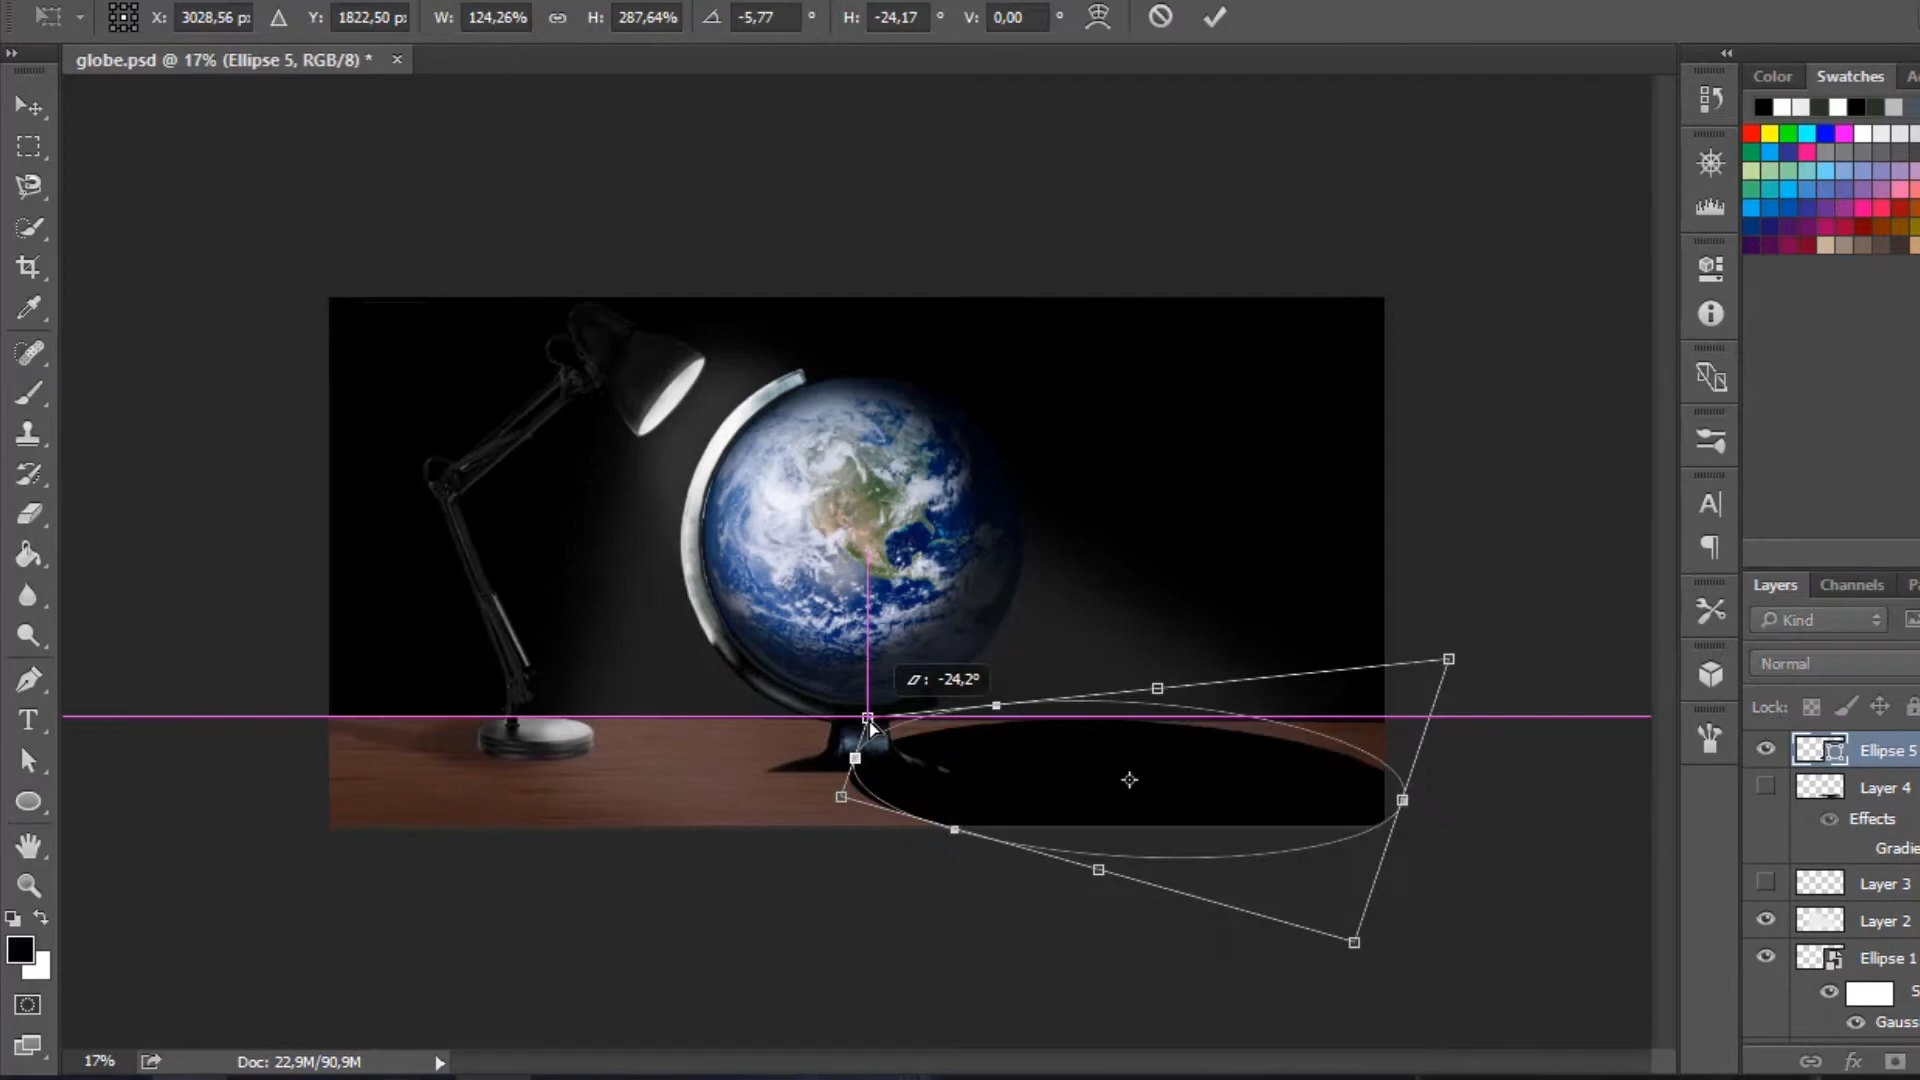 X: 3028,56 p: Y: 1822,50 p: W: 124,26% H: 287,64% -5,77 ° H: -24,17 ° V: 0,00 °
globe.psd @ 17% (Ellipse 5, RGB/8) * ×
Color Swatches A
-24,2°
Layers Channels Pa
Kind
Normal
Lock:
Ellipse 5
Layer 4
Effects
Gradie
Layer 3
Layer 2
Ellipse 1
S
Gauss
fx
17% Doc: 22,9M/90,9M